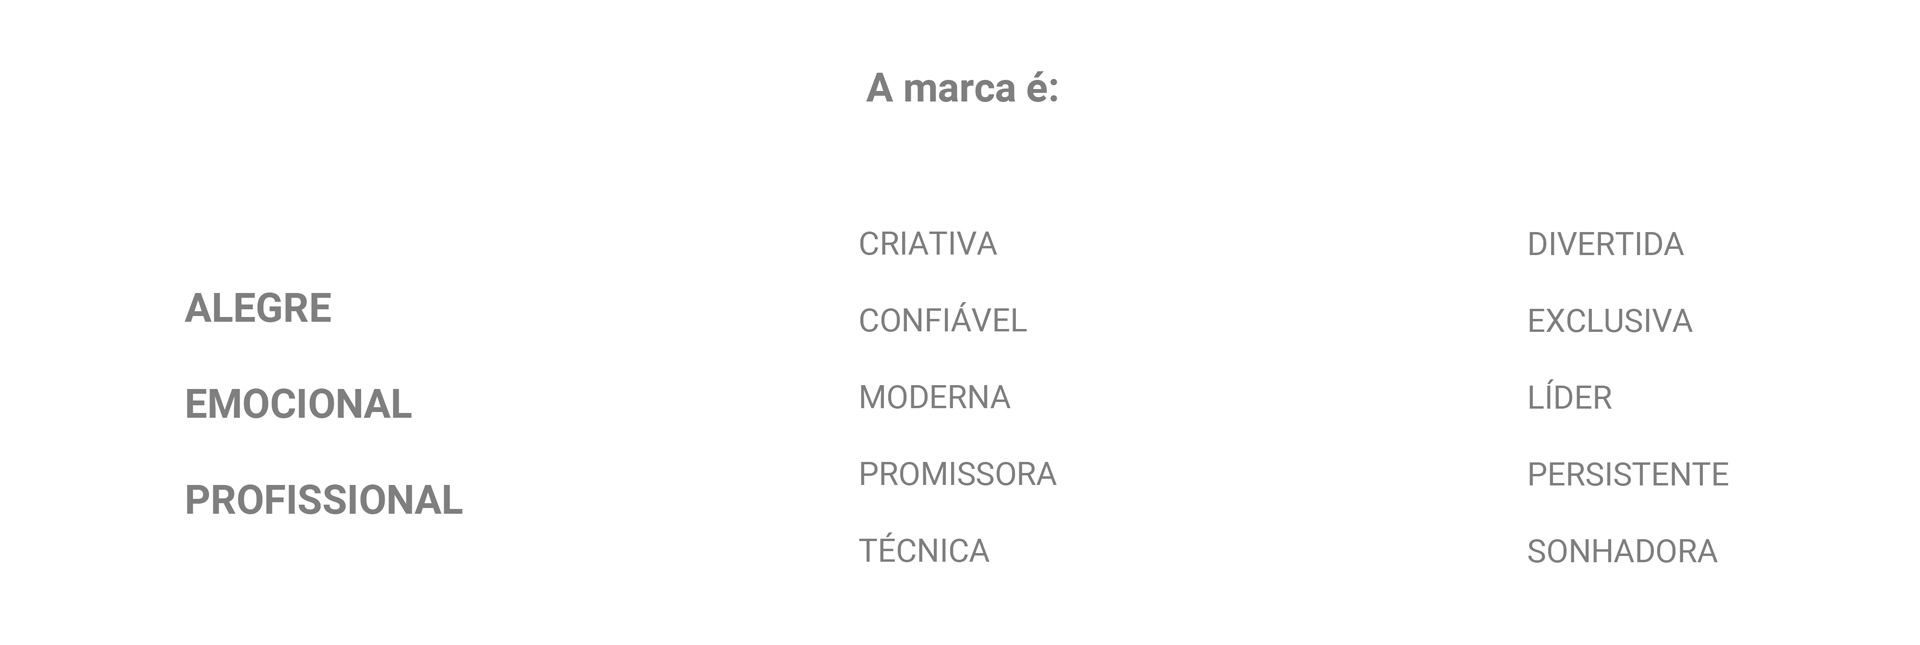 A marca é:
ALEGRE
EMOCIONAL
PROFISSIONAL
CRIATIVA
CONFIÁVEL
MODERNA
PROMISSORA
TÉCNICA
DIVERTIDA
EXCLUSIVA
LÍDER
PERSISTENTE
SONHADORA